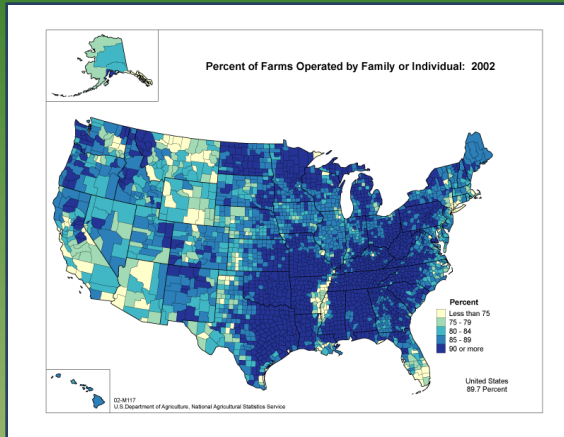 Percent of Farms Operated by Family or Individual: 2002
Percent
Less than 75
75 - 79
80 - 84
85 - 89
90 or more
United States
89.7 Percent
02-M117
U.S. Department of Agriculture, National Agricultural Statistics Service